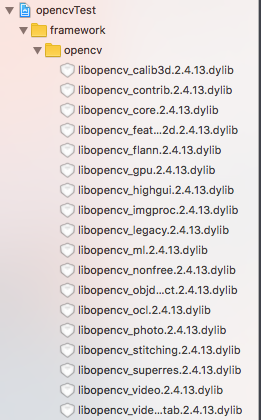 opencvTest
framework
opencv
libopencv_calib3d.2.4.13.dylib
libopencv_contrib.2.4.13.dylib
libopencv_core.2.4.13.dylib
libopencv_feat...2d.2.4.13.dylib
libopencv_flann.2.4.13.dylib
libopencv_gpu.2.4.13.dylib
libopencv_highgui.2.4.13.dylib
libopencv_imgproc.2.4.13.dylib
libopencv_legacy.2.4.13.dylib
libopencv_ml.2.4.13.dylib
libopencv_nonfree.2.4.13.dylib
libopencv_objd...ct.2.4.13.dylib
libopencv_ocl.2.4.13.dylib
libopencv_photo.2.4.13.dylib
libopencv_stitching.2.4.13.dylib
libopencv_superres.2.4.13.dylib
libopencv_video.2.4.13.dylib
libopencv_vide...tab.2.4.13.dylib